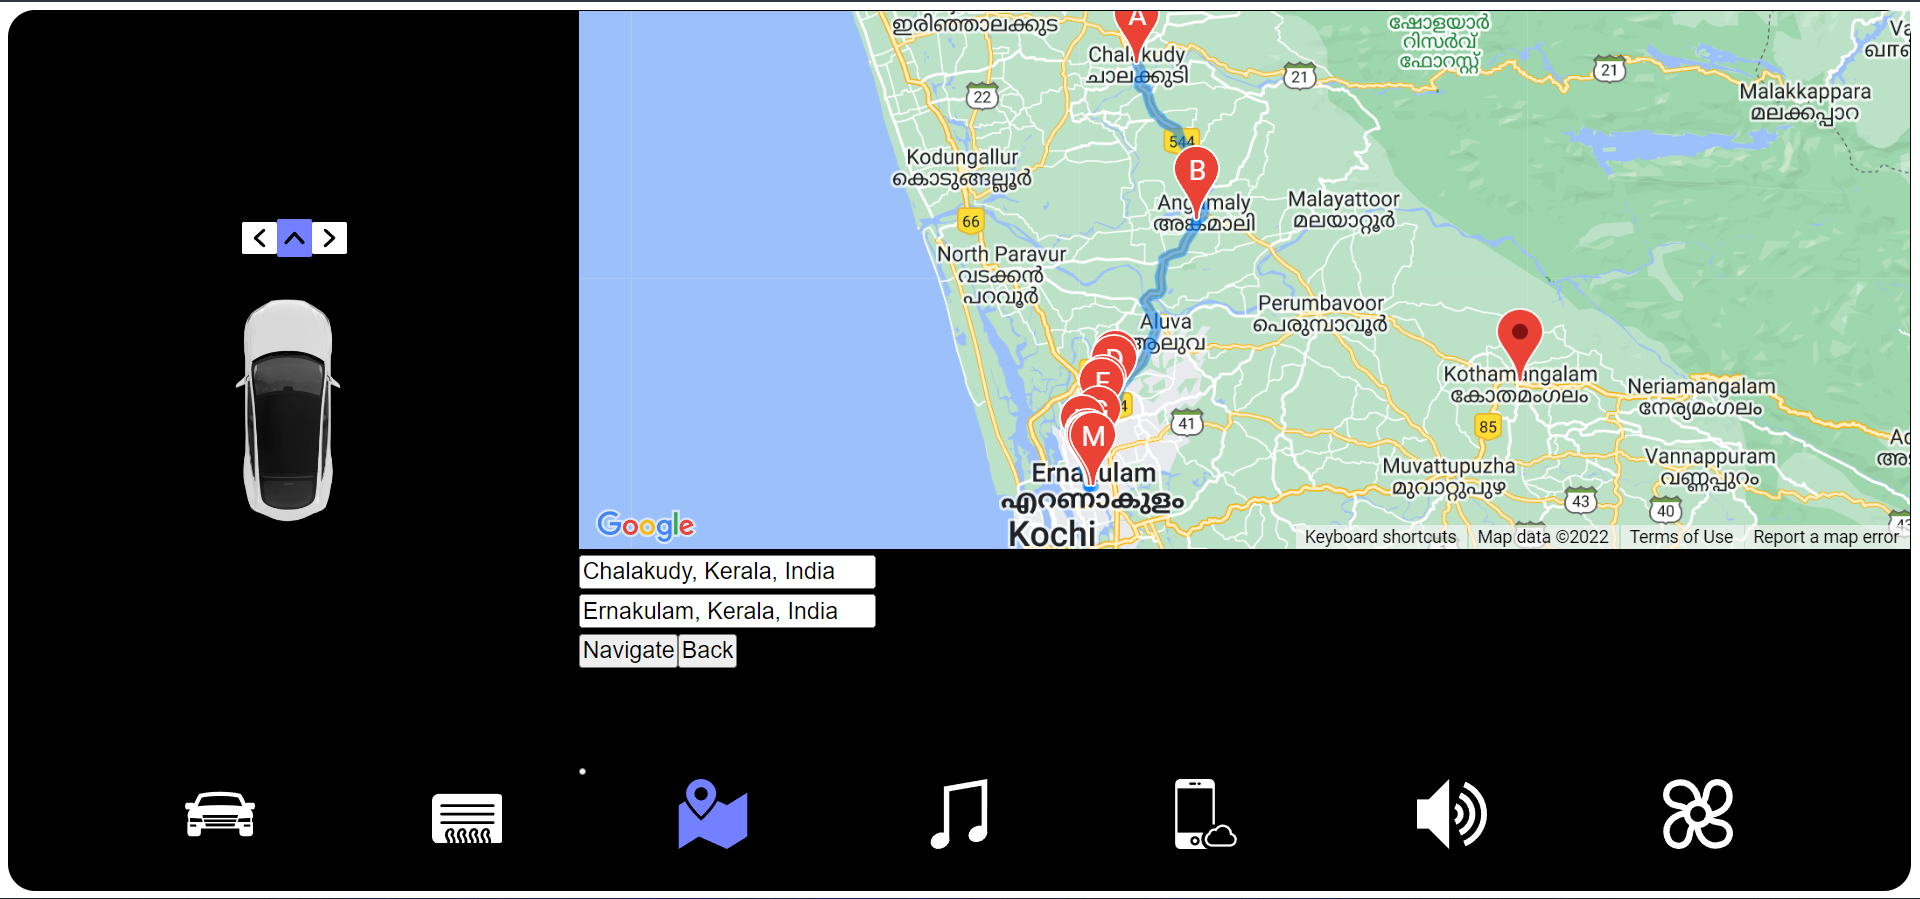 ഇരിഞ്ഞാലക്കുട
A
Chalakudy
ചാലക്കുടി
ഷോളയാർ
റിസർവ്
ഫോറസ്റ്റ്
21
21
22
Malakkappara
മലക്കപ്പാറ
544
Kodungallur
കൊടുങ്ങല്ലൂർ
B
Angamaly
അങ്കമാലി
Malayattoor
മലയാറ്റൂർ
66
North Paravur
വടക്കൻ
പറവൂർ
Perumbavoor
പെരുമ്പാവൂർ
Aluva
ആലുവ
D
Kothamangalam
കോതമംഗലം
Neriamangalam
നേര്യമംഗലം
41
85
M
Muvattupuzha
മുവാറ്റുപുഴ
Vannappuram
വണ്ണപ്പുറം
43
40
Ernakulam
എറണാകുളം
Kochi
Google
Keyboard shortcuts
Map data ©2022
Terms of Use
Report a map error
Chalakudy, Kerala, India
Ernakulam, Kerala, India
Navigate
Back